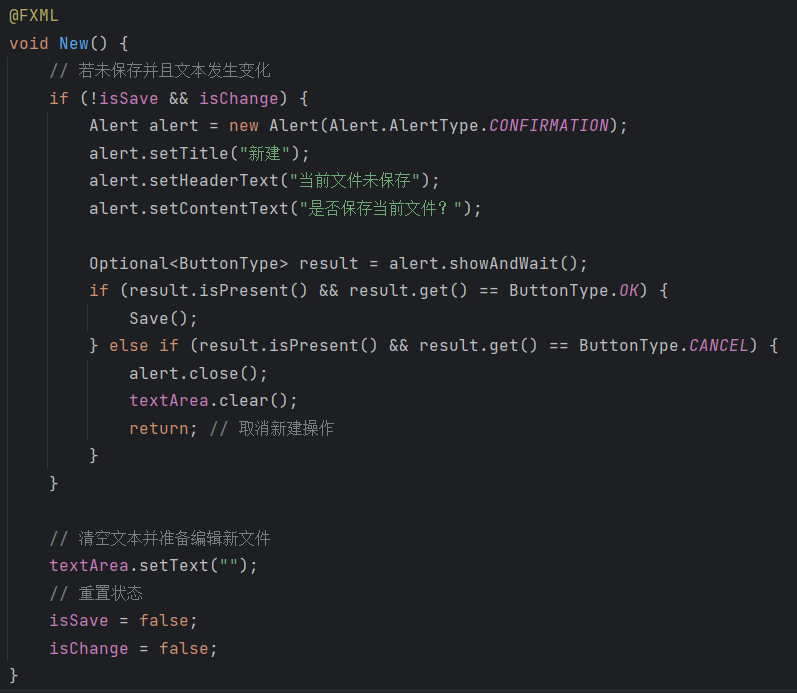 @FXML
void New() {
    // 若未保存并且文本发生变化
    if (!isSave && isChange) {
        Alert alert = new Alert(Alert.AlertType.CONFIRMATION);
        alert.setTitle("新建");
        alert.setHeaderText("当前文件未保存");
        alert.setContentText("是否保存当前文件？");

        Optional<ButtonType> result = alert.showAndWait();
        if (result.isPresent() && result.get() == ButtonType.OK) {
            Save();
        } else if (result.isPresent() && result.get() == ButtonType.CANCEL) {
            alert.close();
            textArea.clear();
            return; // 取消新建操作
        }
    }

    // 清空文本并准备编辑新文件
    textArea.setText("");
    // 重置状态
    isSave = false;
    isChange = false;
}